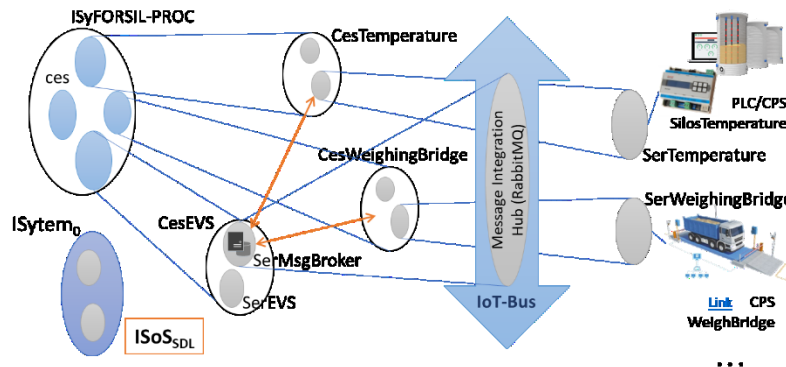 ISyFORSIL-PROC
CesTemperature
ces
PLC/CPS
SilosTemperature
SerTemperature
CesWeighingBridge
Message Integration
Hub (RabbitMQ)
SerWeighingBridge
ISytem0
CesEVS
SerMsgBroker
SerEVS
IoT-Bus
Link CPS
WeighBridge
ISoSSDL
...